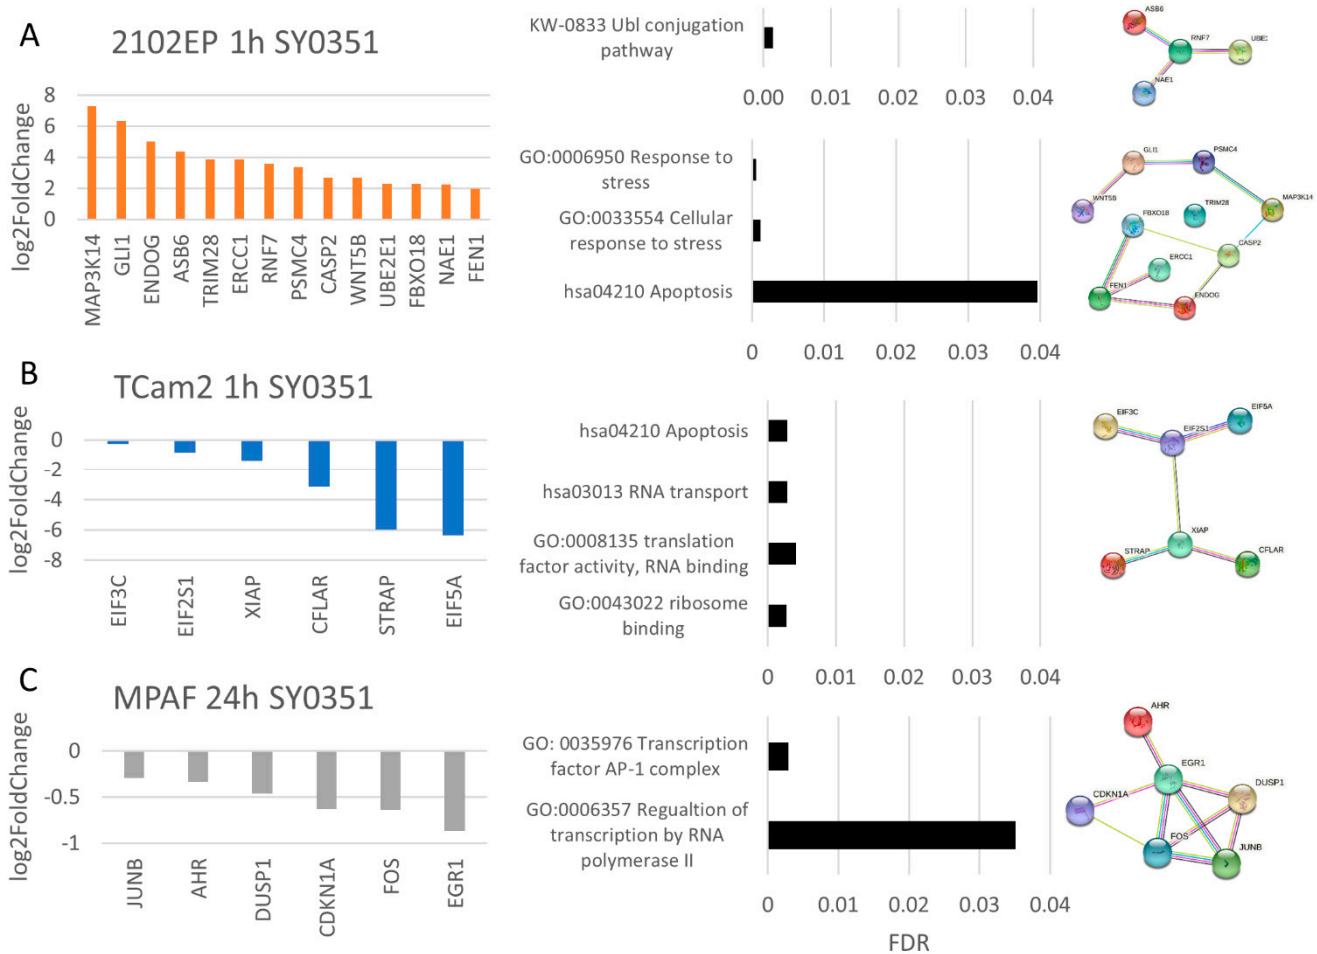 A
2102EP 1h SY0351
log2FoldChange
8
6
4
2
0
MAP3K14
GLI1
ENDOG
ASB6
TRIM28
ERCC1
RNF7
PSMC4
CASP2
WNT5B
UBE2E1
FBXO18
NAE1
FEN1
KW-0833 Ubl conjugation
pathway
0.00
0.01
0.02
0.03
0.04
GO:0006950 Response to
stress
GO:0033554 Cellular
response to stress
hsa04210 Apoptosis
0
0.01
0.02
0.03
0.04
ASB6
RNF7
NAE1
GLI1
PSMC4
WNT5B
MAP3K14
TRIM28
FBXO18
CASP2
ERCC1
FEN1
ENDOG
B
TCam2 1h SY0351
log2FoldChange
0
-2
-4
-6
-8
EIF3C
EIF2S1
XIAP
CFLAR
STRAP
EIF5A
hsa04210 Apoptosis
hsa03013 RNA transport
GO:0008135 translation
factor activity, RNA binding
GO:0043022 ribosome
binding
0
0.01
0.02
0.03
0.04
EIF3C
EIF5A
EIF2S1
XIAP
STRAP
CFLAR
C
MPAF 24h SY0351
log2FoldChange
0
-0.5
-1
JUNB
AHR
DUSP1
CDKN1A
FOS
EGR1
GO: 0035976 Transcription
factor AP-1 complex
GO:0006357 Regualtion of
transcription by RNA
polymerase II
0
0.01
0.02
0.03
0.04
FDR
AHR
EGR1
DUSP1
CDKN1A
FOS
JUNB